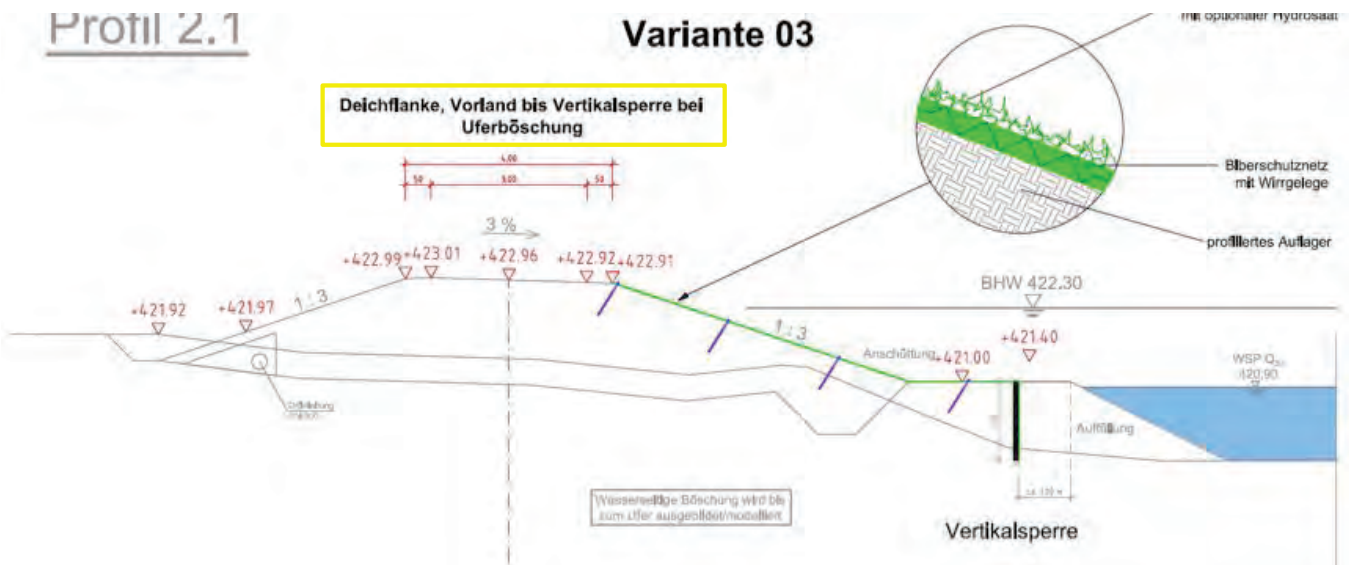 Profil 2.1
Variante 03
mit optionaler Hydrosaat
Deichflanke, Vorland bis Vertikalsperre bei
Uferböschung
4.00
50
3.00
50
Biberschutznetz
mit Wirrgelege
profiliertes Auflager
3 %
+422.99
+423.01
+422.96
+422.92
+422.91
BHW 422.30
+421.92
+421.97
1 : 3
1 : 3
Anschüttung
+421.00
+421.40
WSP Q
420.90
Auffüllung
Wasserseitige Böschung wird bis
zum Ufer ausgebildet/modelliert
Vertikalsperre